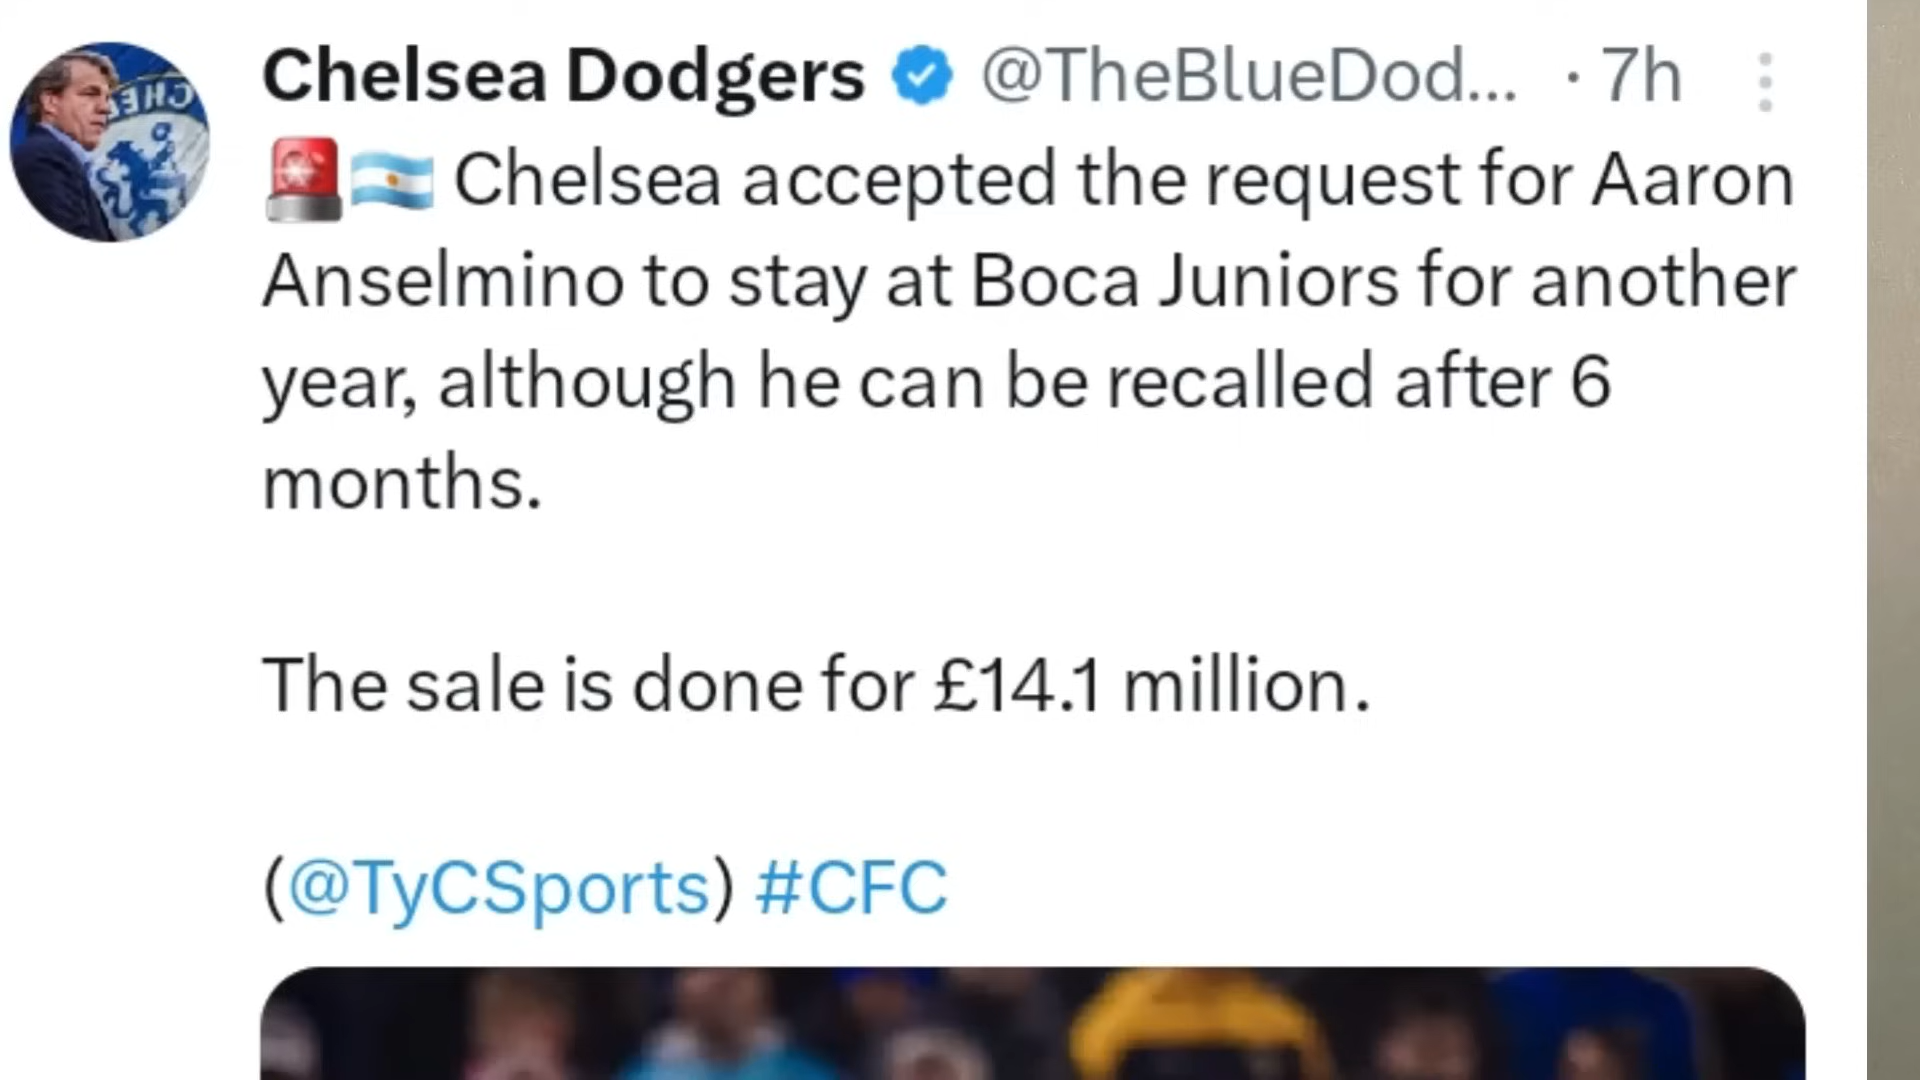 Chelsea Dodgers @TheBlueDod... · 7h
🚨🇦🇷 Chelsea accepted the request for Aaron
Anselmino to stay at Boca Juniors for another
year, although he can be recalled after 6
months.
The sale is done for £14.1 million.
(@TyCSports) #CFC